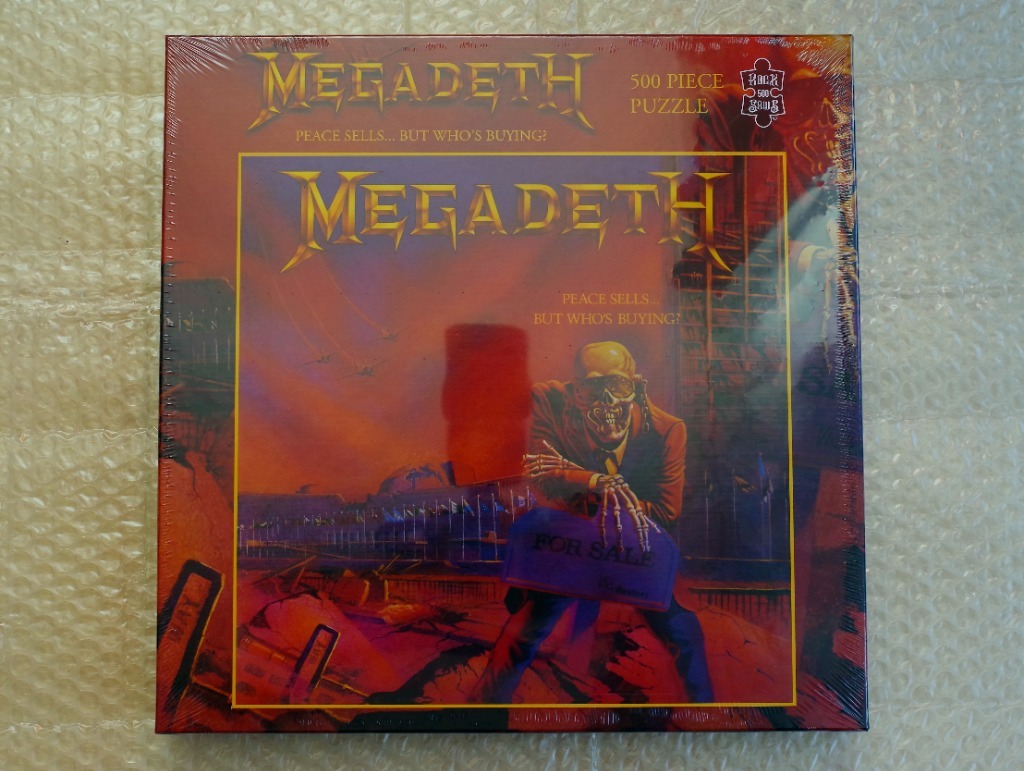 MEGADETH
PEACE SELLS... BUT WHO'S BUYING?
500 PIECE
PUZZLE
ROCK
500
SAWS
MEGADETH
PEACE SELLS...
BUT WHO'S BUYING?
FOR SALE